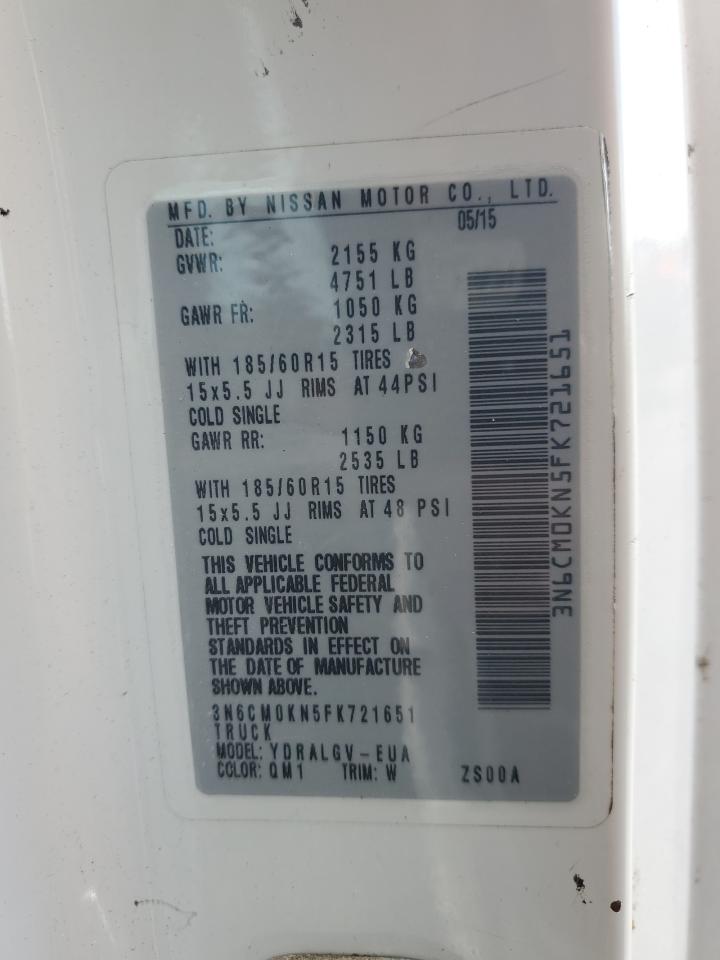 MFD. BY NISSAN MOTOR CO., LTD.
DATE: 05/15
GVWR: 2155 KG
4751 LB
GAWR FR: 1050 KG
2315 LB
WITH 185/60R15 TIRES
15x5.5 JJ RIMS AT 44PSI
COLD SINGLE
GAWR RR: 1150 KG
2535 LB
WITH 185/60R15 TIRES
15x5.5 JJ RIMS AT 48 PSI
COLD SINGLE
THIS VEHICLE CONFORMS TO
ALL APPLICABLE FEDERAL
MOTOR VEHICLE SAFETY AND
THEFT PREVENTION
STANDARDS IN EFFECT ON
THE DATE OF MANUFACTURE
SHOWN ABOVE.
3N6CM0KN5FK721651
TRUCK
MODEL: YDRALGV-EUA
COLOR: QM1 TRIM: W ZS00A
3N6CM0KN5FK721651